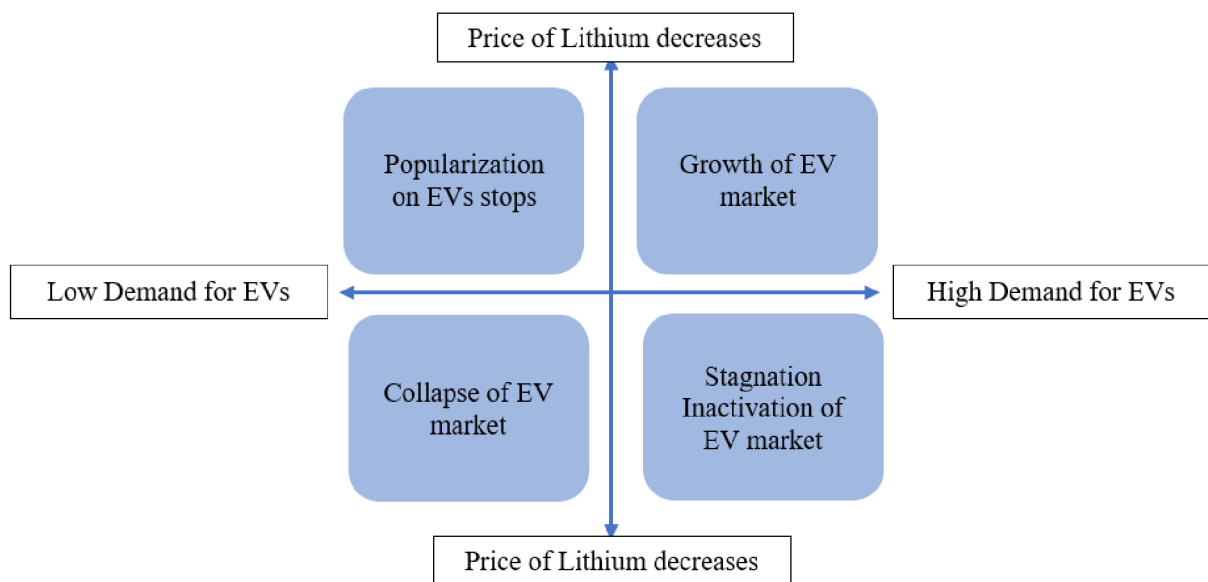 Price of Lithium decreases
Popularization
on EVs stops
Growth of EV
market
Low Demand for EVs
High Demand for EVs
Collapse of EV
market
Stagnation
Inactivation of
EV market
Price of Lithium decreases